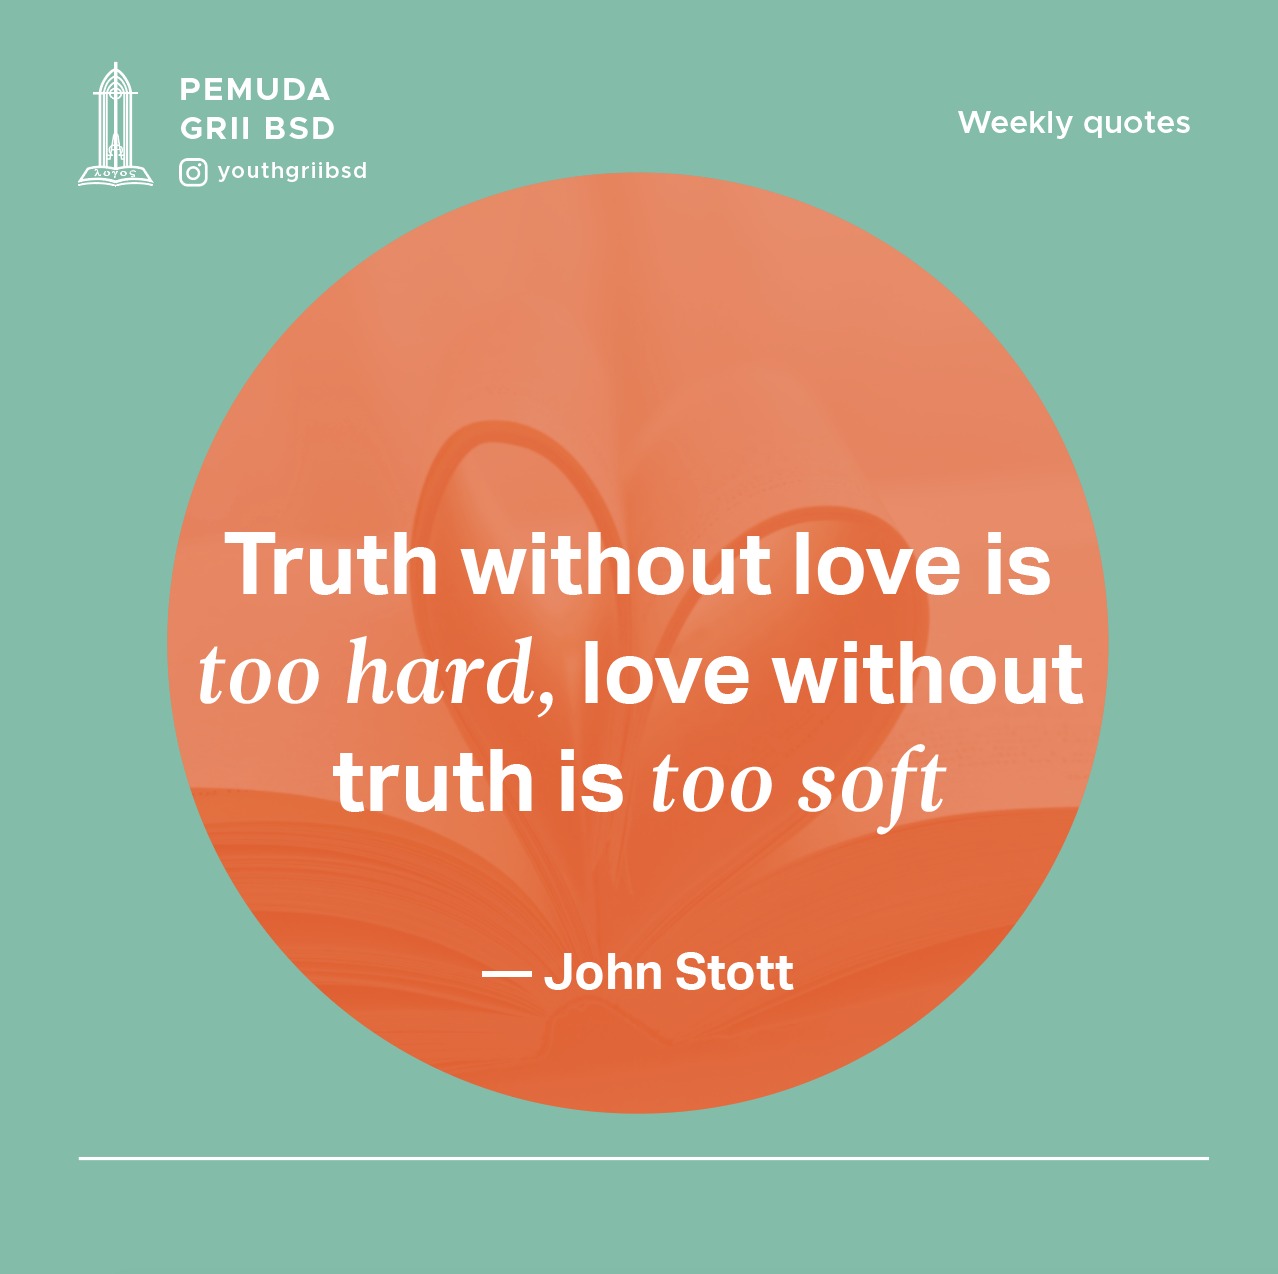 PEMUDA
GRII BSD
youthgriibsd
λογος
Weekly quotes
Truth without love is
too hard, love without
truth is too soft
— John Stott